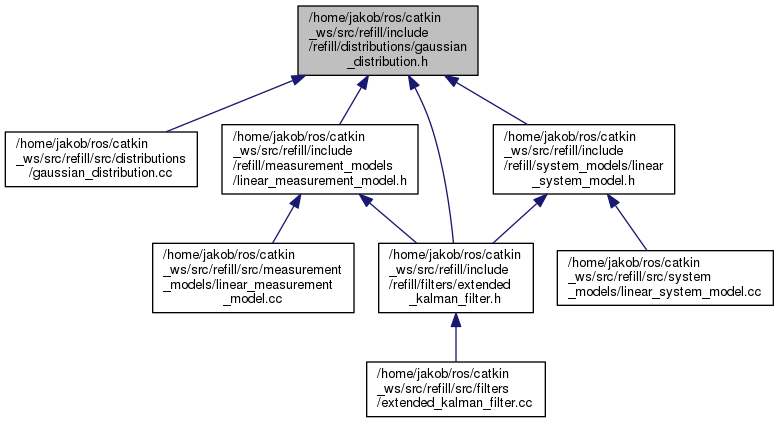 /home/jakob/ros/catkin
_ws/src/refill/include
/refill/distributions/gaussian
_distribution.h
/home/jakob/ros/catkin
_ws/src/refill/src/distributions
/gaussian_distribution.cc
/home/jakob/ros/catkin
_ws/src/refill/include
/refill/measurement_models
/linear_measurement_model.h
/home/jakob/ros/catkin
_ws/src/refill/include
/refill/system_models/linear
_system_model.h
/home/jakob/ros/catkin
_ws/src/refill/src/measurement
_models/linear_measurement
_model.cc
/home/jakob/ros/catkin
_ws/src/refill/include
/refill/filters/extended
_kalman_filter.h
/home/jakob/ros/catkin
_ws/src/refill/src/system
_models/linear_system_model.cc
/home/jakob/ros/catkin
_ws/src/refill/src/filters
/extended_kalman_filter.cc